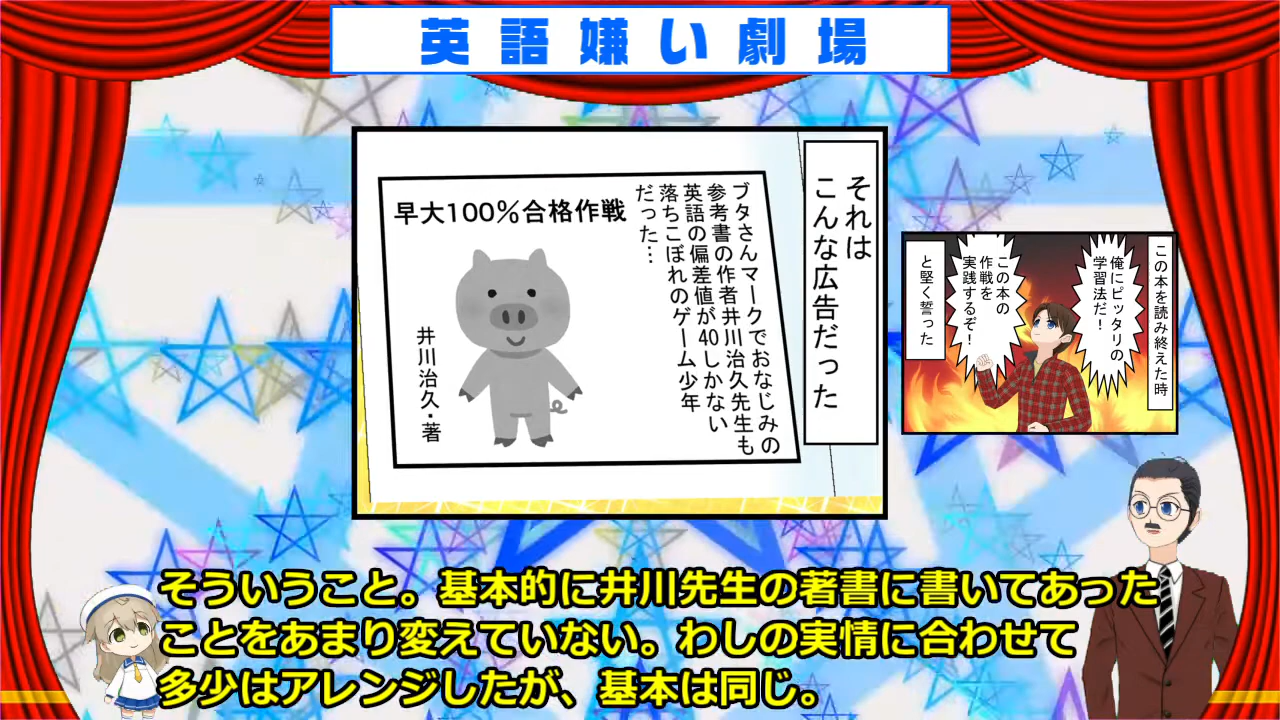 英語嫌い劇場
それは
こんな広告だった
ブタさんマークでおなじみの
参考書の作者井川治久先生も
英語の偏差値が40しかない
落ちこぼれのゲーム少年
だった…
早大100％合格作戦
井川治久・著
この本を読み終えた時
俺にピッタリの
学習法だ！
この本の
作戦を
実践するぞ！
と堅く誓った
そういうこと。基本的に井川先生の著書に書いてあった
ことをあまり変えていない。わしの実情に合わせて
多少はアレンジしたが、基本は同じ。